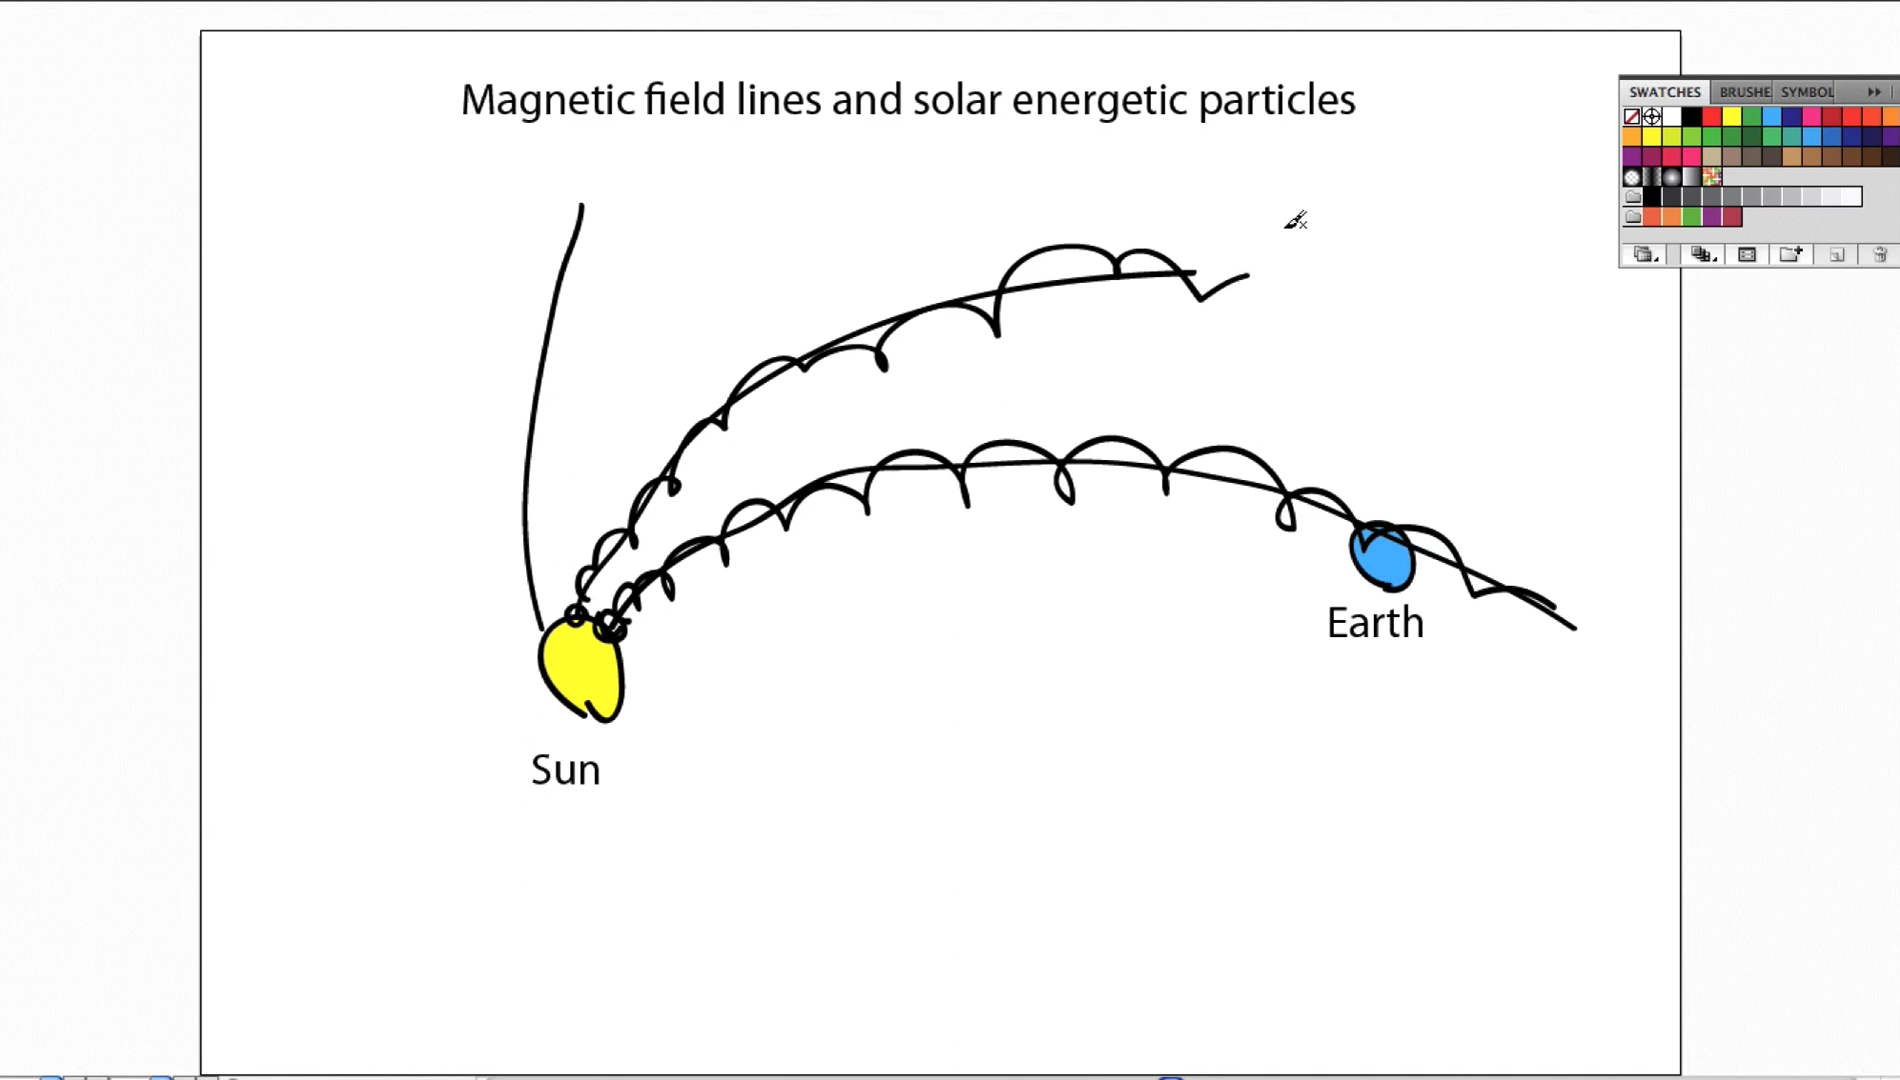 Magnetic field lines and solar energetic particles
SWATCHES BRUSHE SYMBOL
Earth
Sun